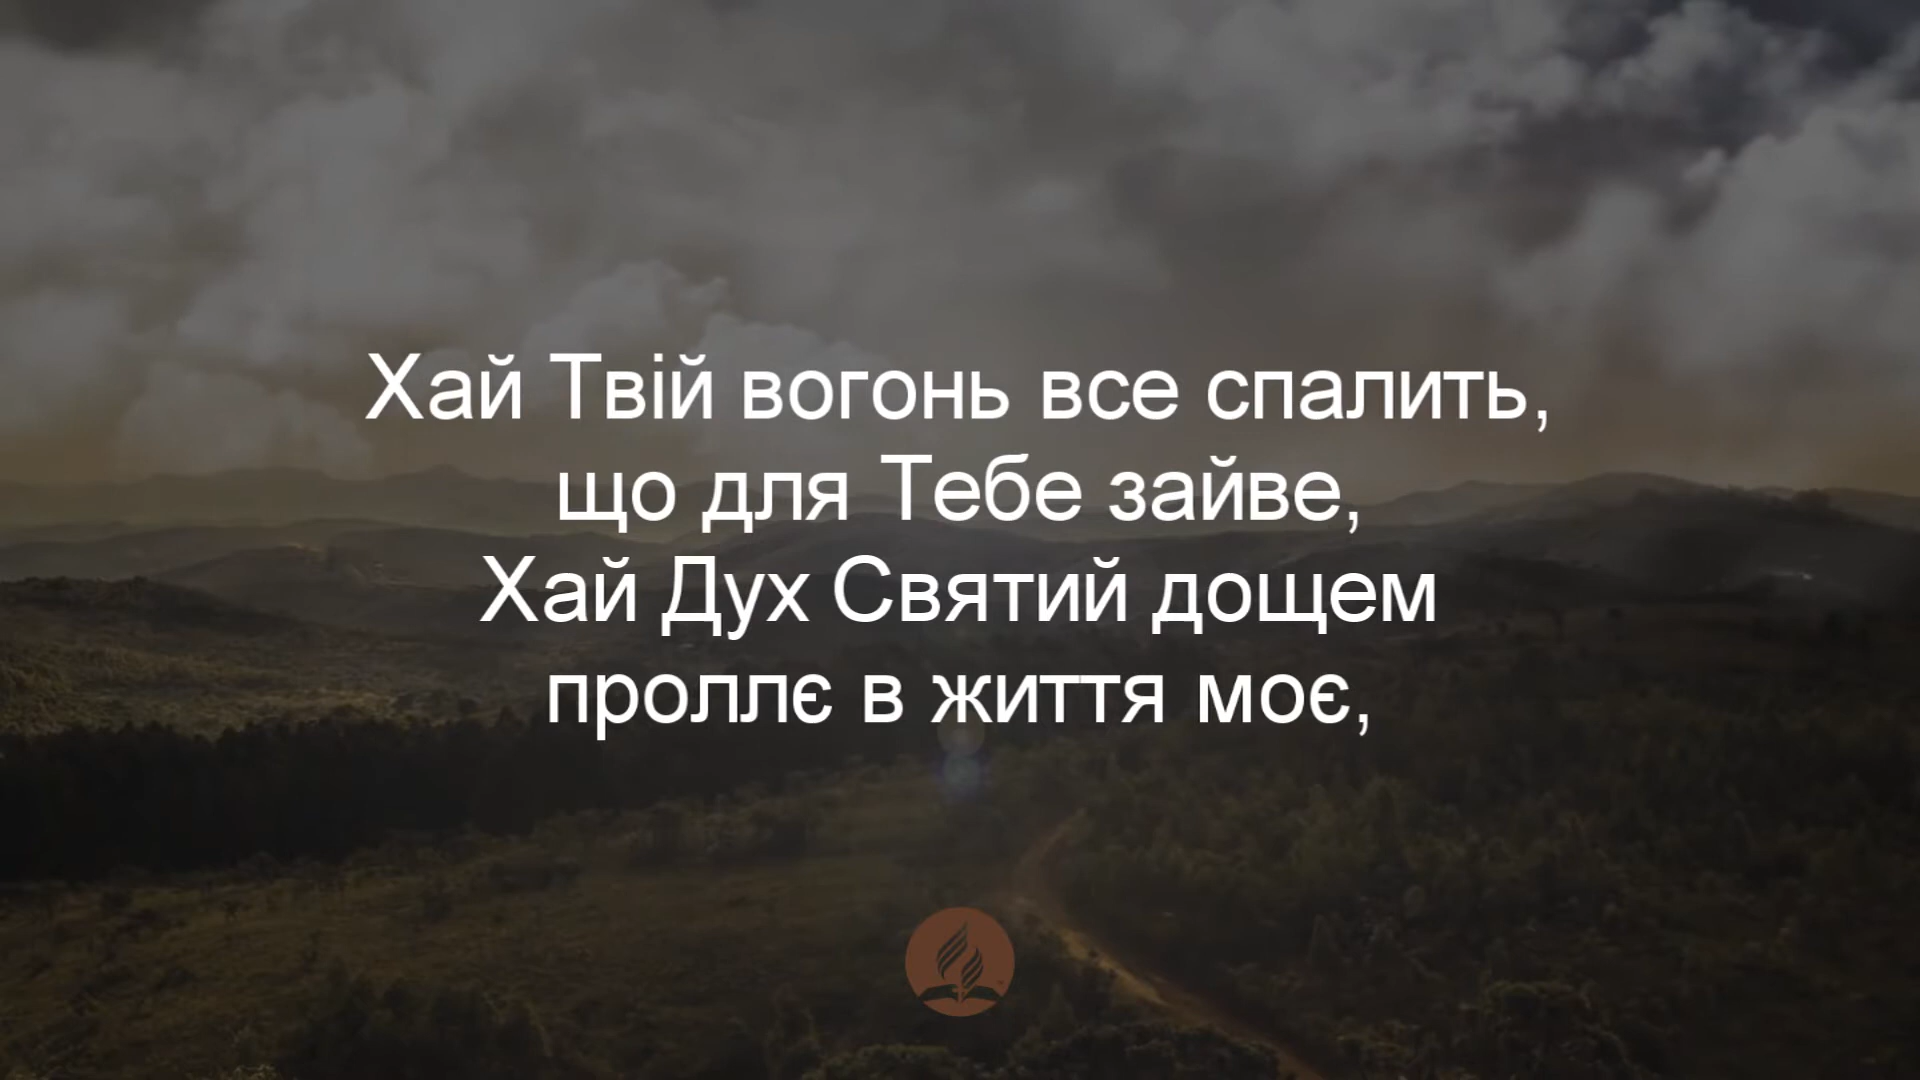 Хай Твій вогонь все спалить,
що для Тебе зайве,
Хай Дух Святий дощем
проллє в життя моє,